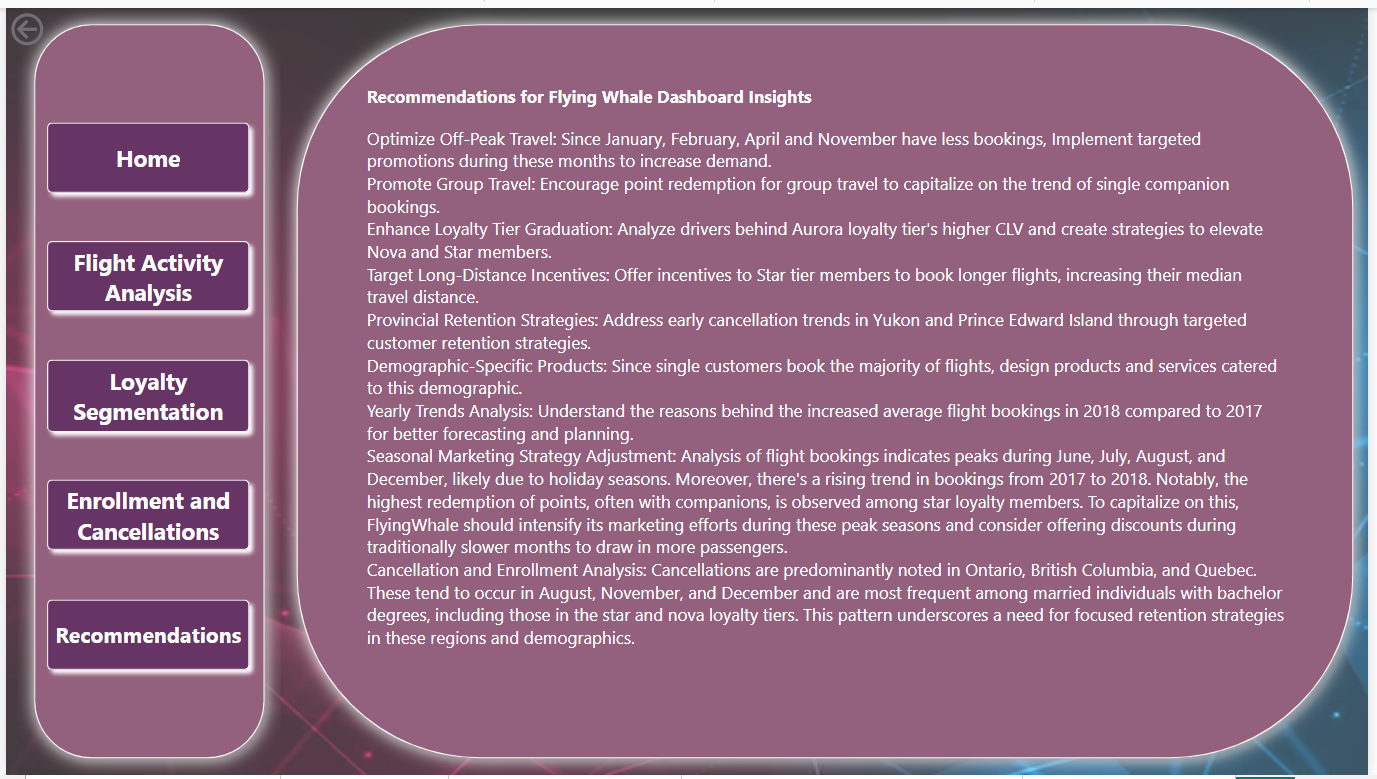 Home
Flight Activity
Analysis
Loyalty
Segmentation
Enrollment and
Cancellations
Recommendations
Recommendations for Flying Whale Dashboard Insights
Optimize Off-Peak Travel: Since January, February, April and November have less bookings, Implement targeted
promotions during these months to increase demand.
Promote Group Travel: Encourage point redemption for group travel to capitalize on the trend of single companion
bookings.
Enhance Loyalty Tier Graduation: Analyze drivers behind Aurora loyalty tier's higher CLV and create strategies to elevate
Nova and Star members.
Target Long-Distance Incentives: Offer incentives to Star tier members to book longer flights, increasing their median
travel distance.
Provincial Retention Strategies: Address early cancellation trends in Yukon and Prince Edward Island through targeted
customer retention strategies.
Demographic-Specific Products: Since single customers book the majority of flights, design products and services catered
to this demographic.
Yearly Trends Analysis: Understand the reasons behind the increased average flight bookings in 2018 compared to 2017
for better forecasting and planning.
Seasonal Marketing Strategy Adjustment: Analysis of flight bookings indicates peaks during June, July, August, and
December, likely due to holiday seasons. Moreover, there's a rising trend in bookings from 2017 to 2018. Notably, the
highest redemption of points, often with companions, is observed among star loyalty members. To capitalize on this,
FlyingWhale should intensify its marketing efforts during these peak seasons and consider offering discounts during
traditionally slower months to draw in more passengers.
Cancellation and Enrollment Analysis: Cancellations are predominantly noted in Ontario, British Columbia, and Quebec.
These tend to occur in August, November, and December and are most frequent among married individuals with bachelor
degrees, including those in the star and nova loyalty tiers. This pattern underscores a need for focused retention strategies
in these regions and demographics.